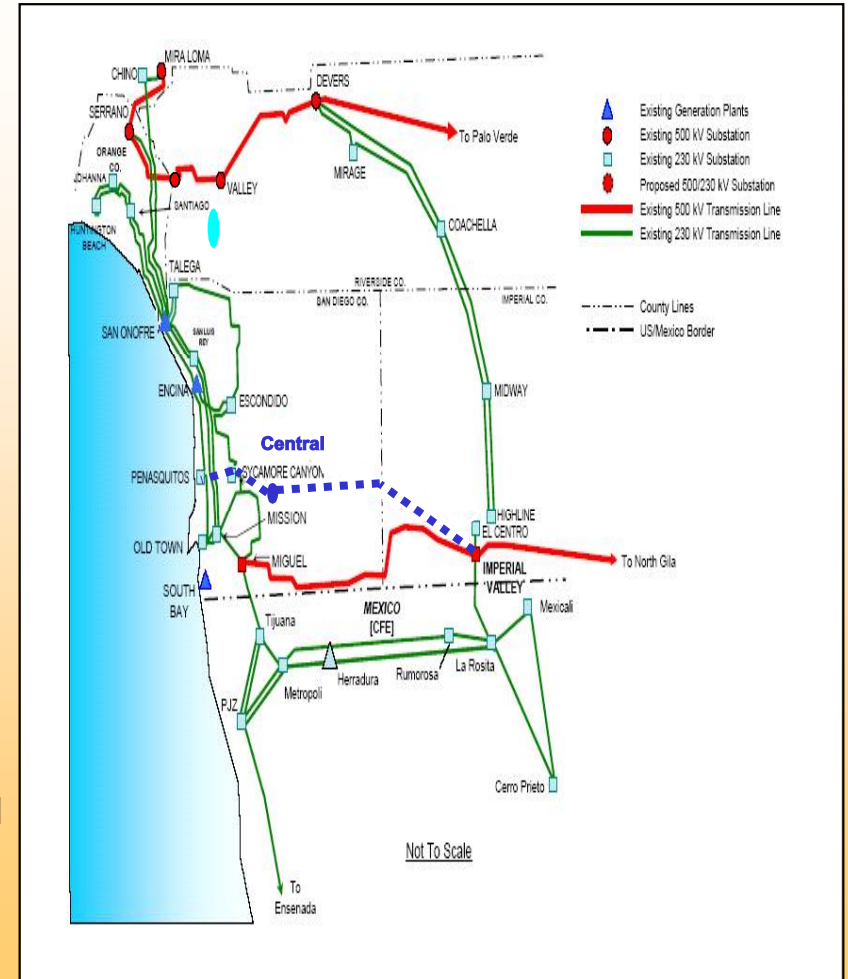 MIRA LOMA
CHINO
DEVERS
SERRANO
To Palo Verde
ORANGE
CO.
MIRAGE
VALLEY
SANTIAGO
HUNTINGTON
BEACH
COACHELLA
TALEGA
RIVERSIDE CO.
SAN DIEGO CO.
IMPERIAL CO.
SAN ONOFRE
SAN LUIS
REY
ENCINA
ESCONDIDO
MIDWAY
Central
PENASQUITOS
SYCAMORE CANYON
MISSION
HIGHLINE
EL CENTRO
OLD TOWN
MIGUEL
To North Gila
IMPERIAL
VALLEY
SOUTH
BAY
MEXICO
[CFE]
Mexicali
Tijuana
Herradura
Rumorosa
La Rosita
Metropoli
PJZ
Cerro Prieto
Not To Scale
To
Ensenada
Existing Generation Plants
Existing 500 kV Substation
Existing 230 kV Substation
Proposed 500/230 kV Substation
Existing 500 kV Transmission Line
Existing 230 kV Transmission Line
County Lines
US/Mexico Border